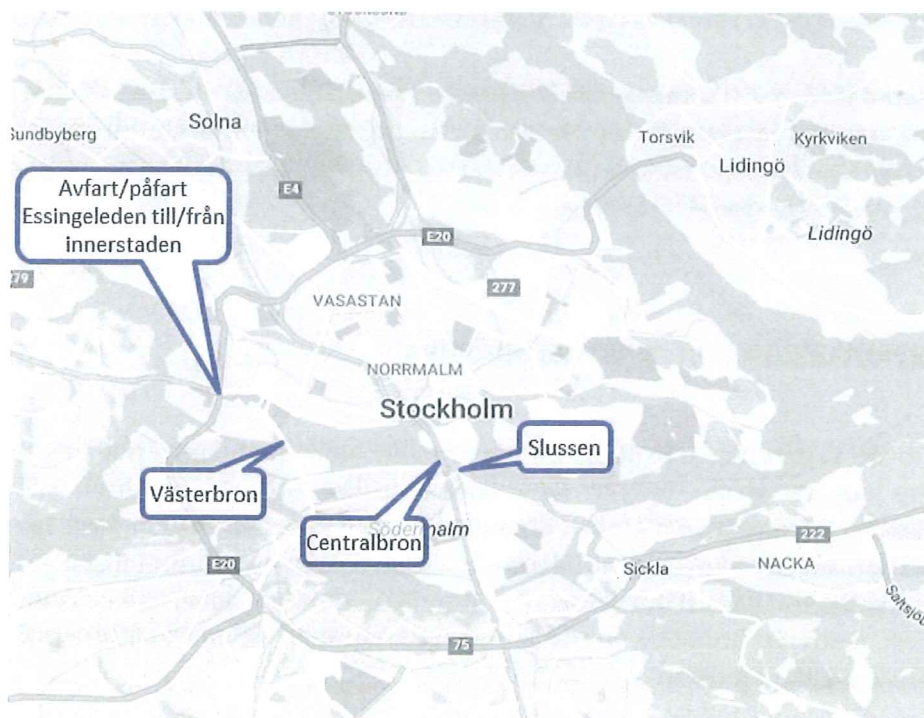 Solna
Sundbyberg
Torsvik
Kyrkviken
Lidingö
Avfart/påfart
Essingeleden till/från
innerstaden
E4
Lidingö
E20
279
277
VASASTAN
NORRMALM
Stockholm
Slussen
Västerbron
Södermalm
Centralbron
222
E20
Sickla
NACKA
75